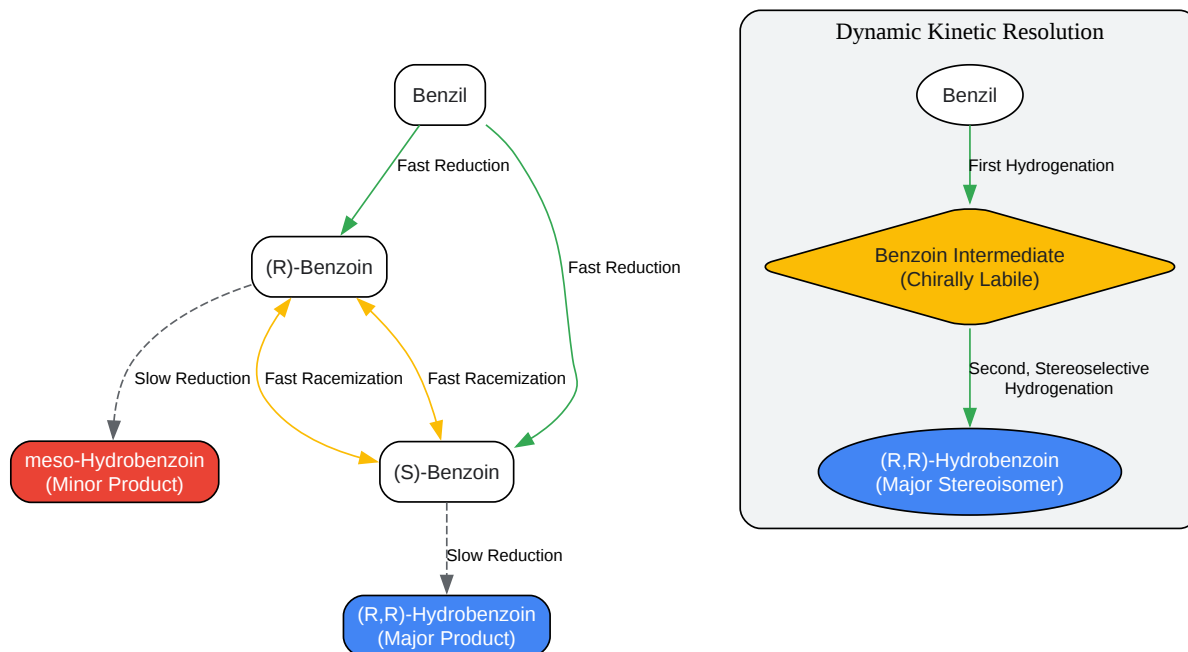 Benzil
Fast Reduction
(R)-Benzoin
Fast Reduction
Slow Reduction
Fast Racemization
Fast Racemization
meso-Hydrobenzoin
(Minor Product)
(S)-Benzoin
Slow Reduction
(R,R)-Hydrobenzoin
(Major Product)
Dynamic Kinetic Resolution
Benzil
First Hydrogenation
Benzoin Intermediate
(Chirally Labile)
Second, Stereoselective
Hydrogenation
(R,R)-Hydrobenzoin
(Major Stereoisomer)